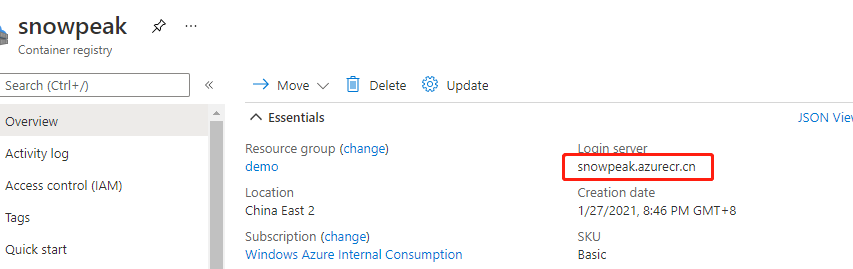 snowpeak
Container registry
Search (Ctrl+/)
Move Delete Update
Overview
Activity log
Access control (IAM)
Tags
Quick start
Essentials
JSON View
Resource group (change)
demo
Login server
snowpeak.azurecr.cn
Location
China East 2
Creation date
1/27/2021, 8:46 PM GMT+8
Subscription (change)
Windows Azure Internal Consumption
SKU
Basic